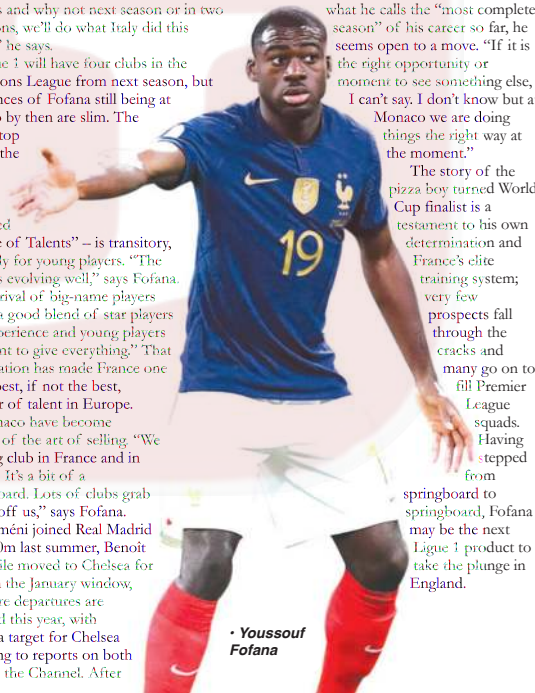 s and why not next season or in two
ons, we'll do what Italy did this
" he says.
ue 1 will have four clubs in the
ons League from next season, but
nces of Fofana still being at
o by then are slim. The
top
the
ed
e of Talents" – is transitory,
ly for young players. "The
s evolving well," says Fofana.
rival of big-name players
a good blend of star players
perience and young players
nt to give everything." That
ation has made France one
best, if not the best,
r of talent in Europe.
naco have become
of the art of selling. "We
g club in France and in
It's a bit of a
oard. Lots of clubs grab
off us," says Fofana.
méni joined Real Madrid
0m last summer, Benoit
ile moved to Chelsea for
n the January window,
re departures are
d this year, with
a target for Chelsea
ng to reports on both
the Channel. After
19
• Youssouf
Fofana
what he calls the "most complete
season" of his career so far, he
seems open to a move. "If it is
the right opportunity or
moment to see something else,
I can't say. I don't know but a
Monaco we are doing
things the right way at
the moment."
The story of the
pizza boy turned World
Cup finalist is a
testament to his own
determination and
France's elite
training system;
very few
prospects fall
through the
cracks and
many go on to
fill Premier
League
squads.
Having
stepped
from
springboard to
springboard, Fofana
may be the next
Ligue 1 product to
take the plunge in
England.